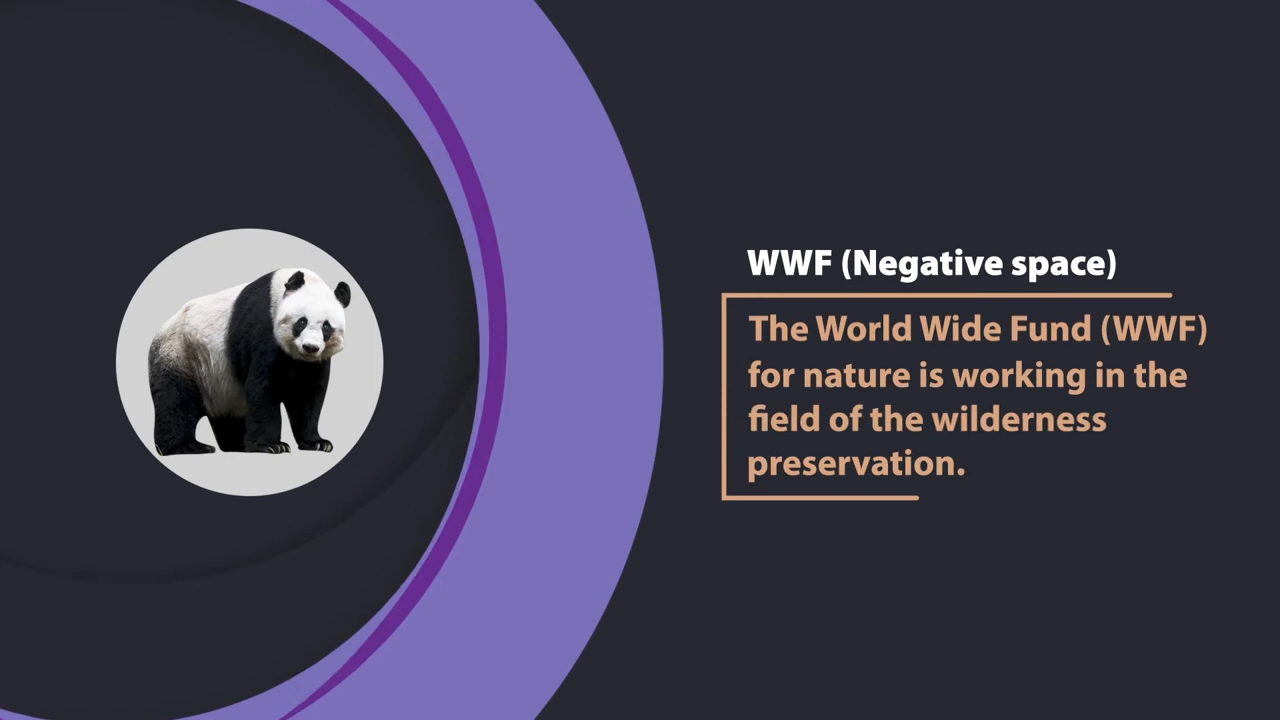 WWF (Negative space)
The World Wide Fund (WWF)
for nature is working in the
field of the wilderness
preservation.